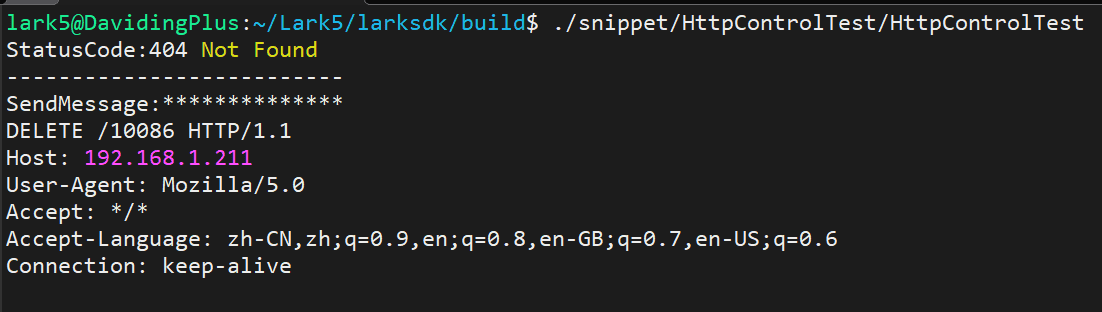 lark5@DavidingPlus:~/Lark5/larksdk/build$ ./snippet/HttpControlTest/HttpControlTest
StatusCode:404 Not Found
--------------------------
SendMessage:**************
DELETE /10086 HTTP/1.1
Host: 192.168.1.211
User-Agent: Mozilla/5.0
Accept: */*
Accept-Language: zh-CN,zh;q=0.9,en;q=0.8,en-GB;q=0.7,en-US;q=0.6
Connection: keep-alive